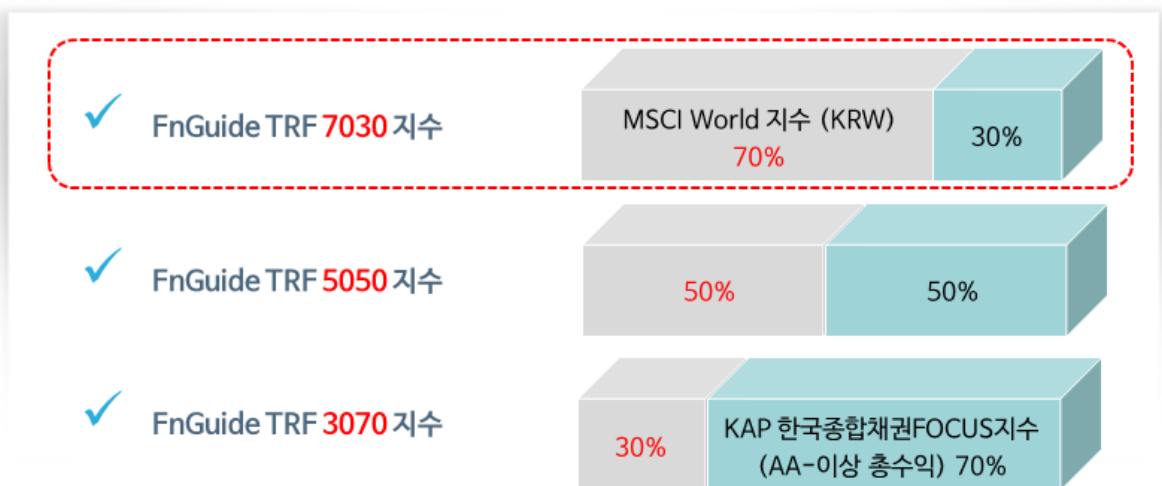 FnGuide TRF 7030 지수
MSCI World 지수 (KRW)
70%
30%
FnGuide TRF 5050 지수
50%
50%
FnGuide TRF 3070 지수
30%
KAP 한국종합채권FOCUS지수
(AA-이상 총수익) 70%